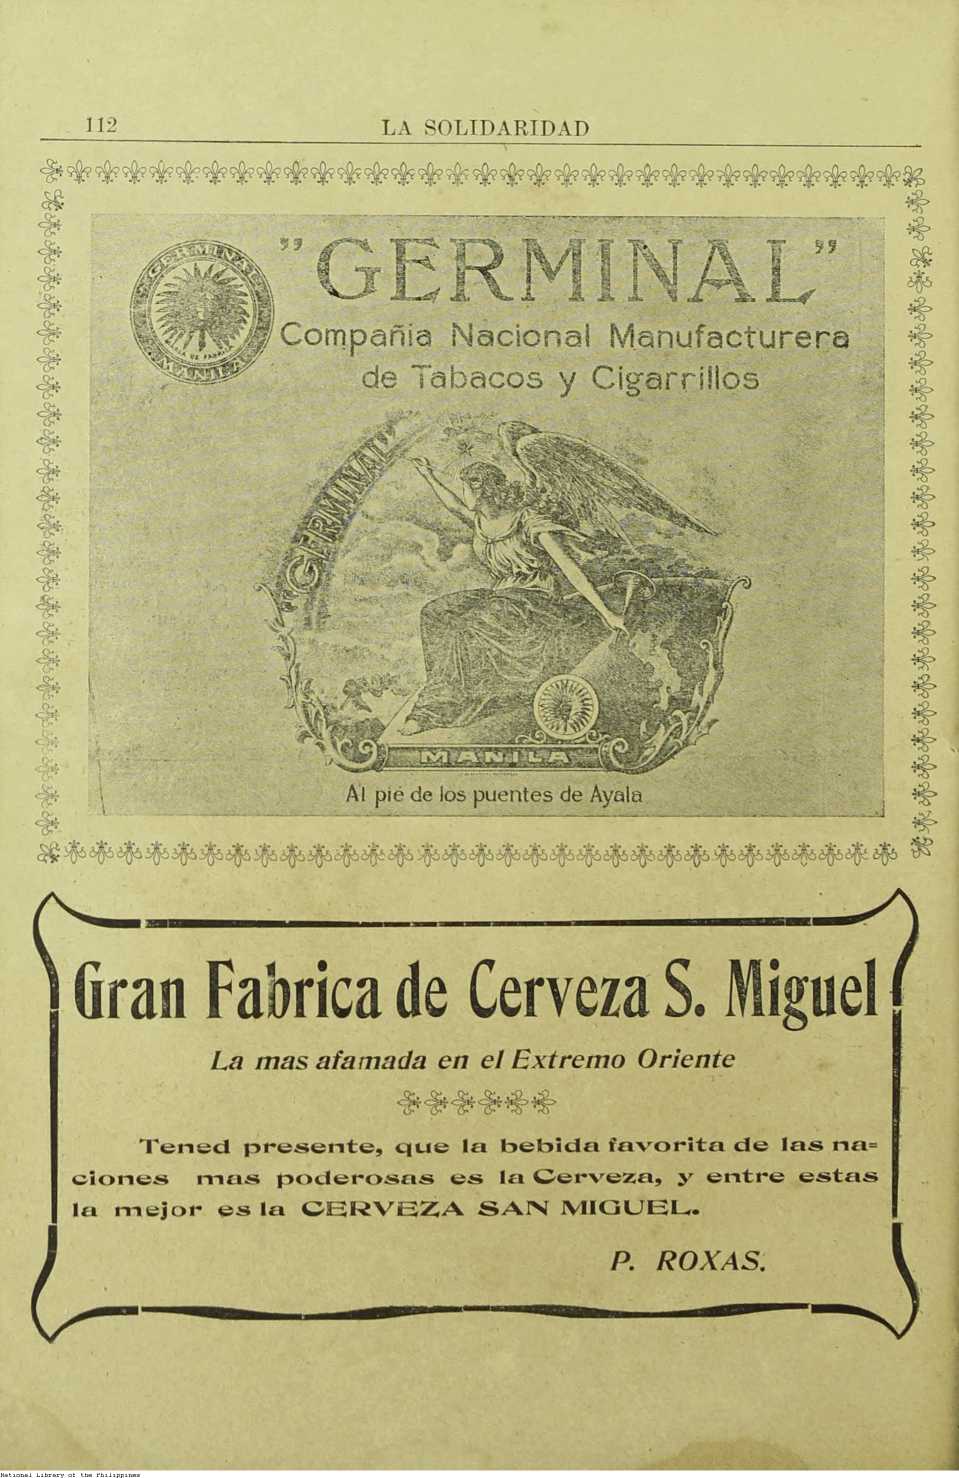 112
LA SOLIDARIDAD
"GERMINAL"
GERMINAL
MANILA
Compañia Nacional Manufacturera
de Tabacos y Cigarrillos
GERMINAL
MANILA
Al pié de los puentes de Ayala
Gran Fabrica de Cerveza S. Miguel
La mas afamada en el Extremo Oriente
Tened presente, que la bebida favorita de las na=
ciones mas poderosas es la Cerveza, y entre estas
la mejor es la CERVEZA SAN MIGUEL.
P. ROXAS.
National Library of the Philippines